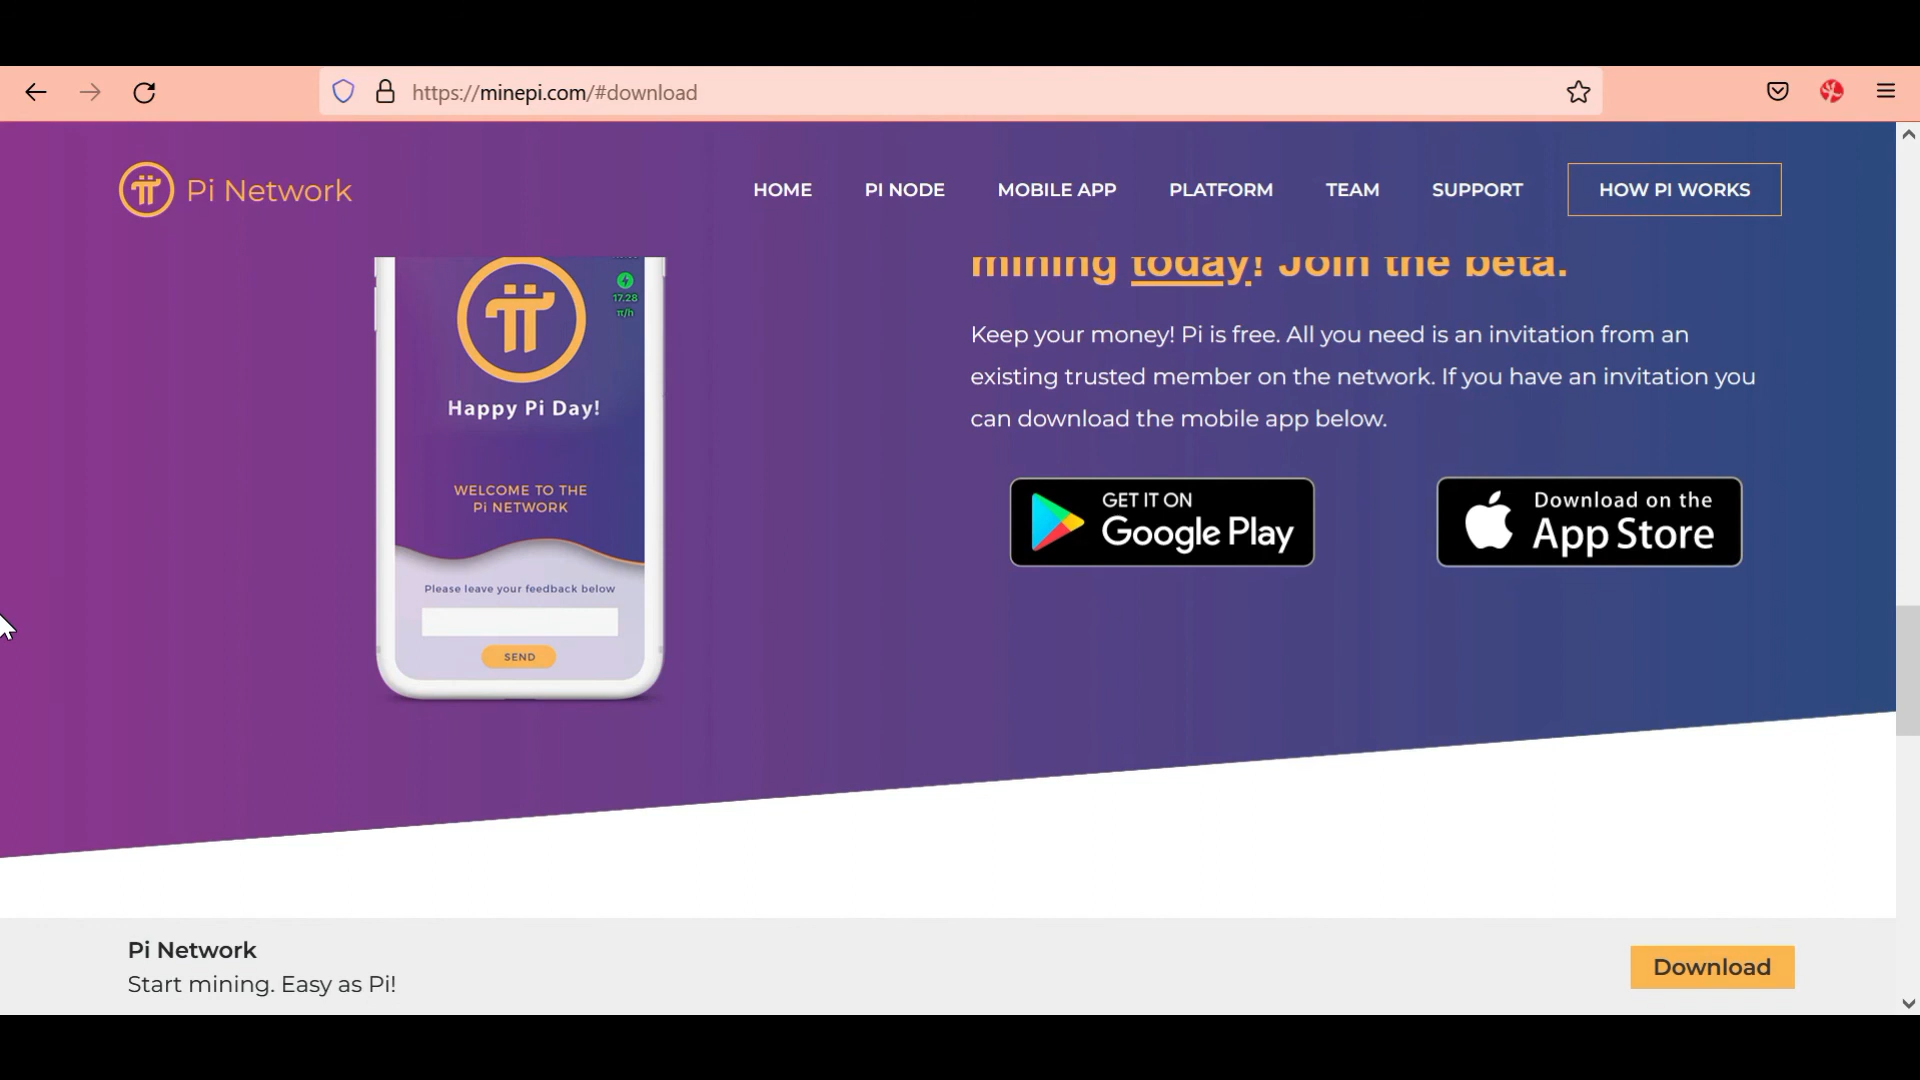 https://minepi.com/#download
Pi Network
HOME
PI NODE
MOBILE APP
PLATFORM
TEAM
SUPPORT
HOW PI WORKS
mining today! Join the beta.
Keep your money! Pi is free. All you need is an invitation from an
existing trusted member on the network. If you have an invitation you
can download the mobile app below.
17.28
π/h
Happy Pi Day!
WELCOME TO THE
Pi NETWORK
Please leave your feedback below
SEND
GET IT ON
Google Play
Download on the
App Store
Pi Network
Start mining. Easy as Pi!
Download